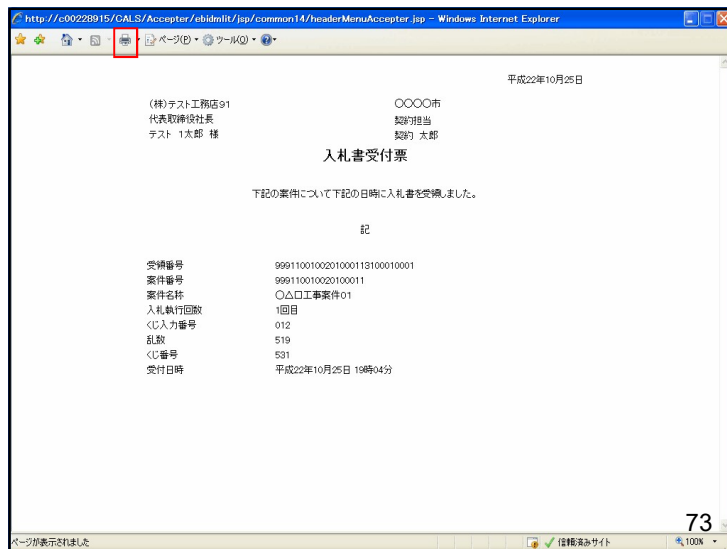 http://c00228915/CALS/Accepter/ebidmlit/jsp/common14/headerMenuAccepter.jsp - Windows Internet Explorer
ページ(P) ツール(O)
平成22年10月25日
(株)テスト工務店91 〇〇〇〇市
代表取締役社長 契約担当
テスト 1太郎 様 契約 太郎
入札書受付票
下記の案件について下記の日時に入札書を受領しました。
記
受領番号 9991100100201000113100010001
案件番号 9991100100201000​11
案件名称 〇△口工事案件01
入札執行回数 1回目
くじ入力番号 012
乱数 519
くじ番号 531
受付日時 平成22年10月25日 19時04分
73
ページが表示されました 信頼済みサイト 100%